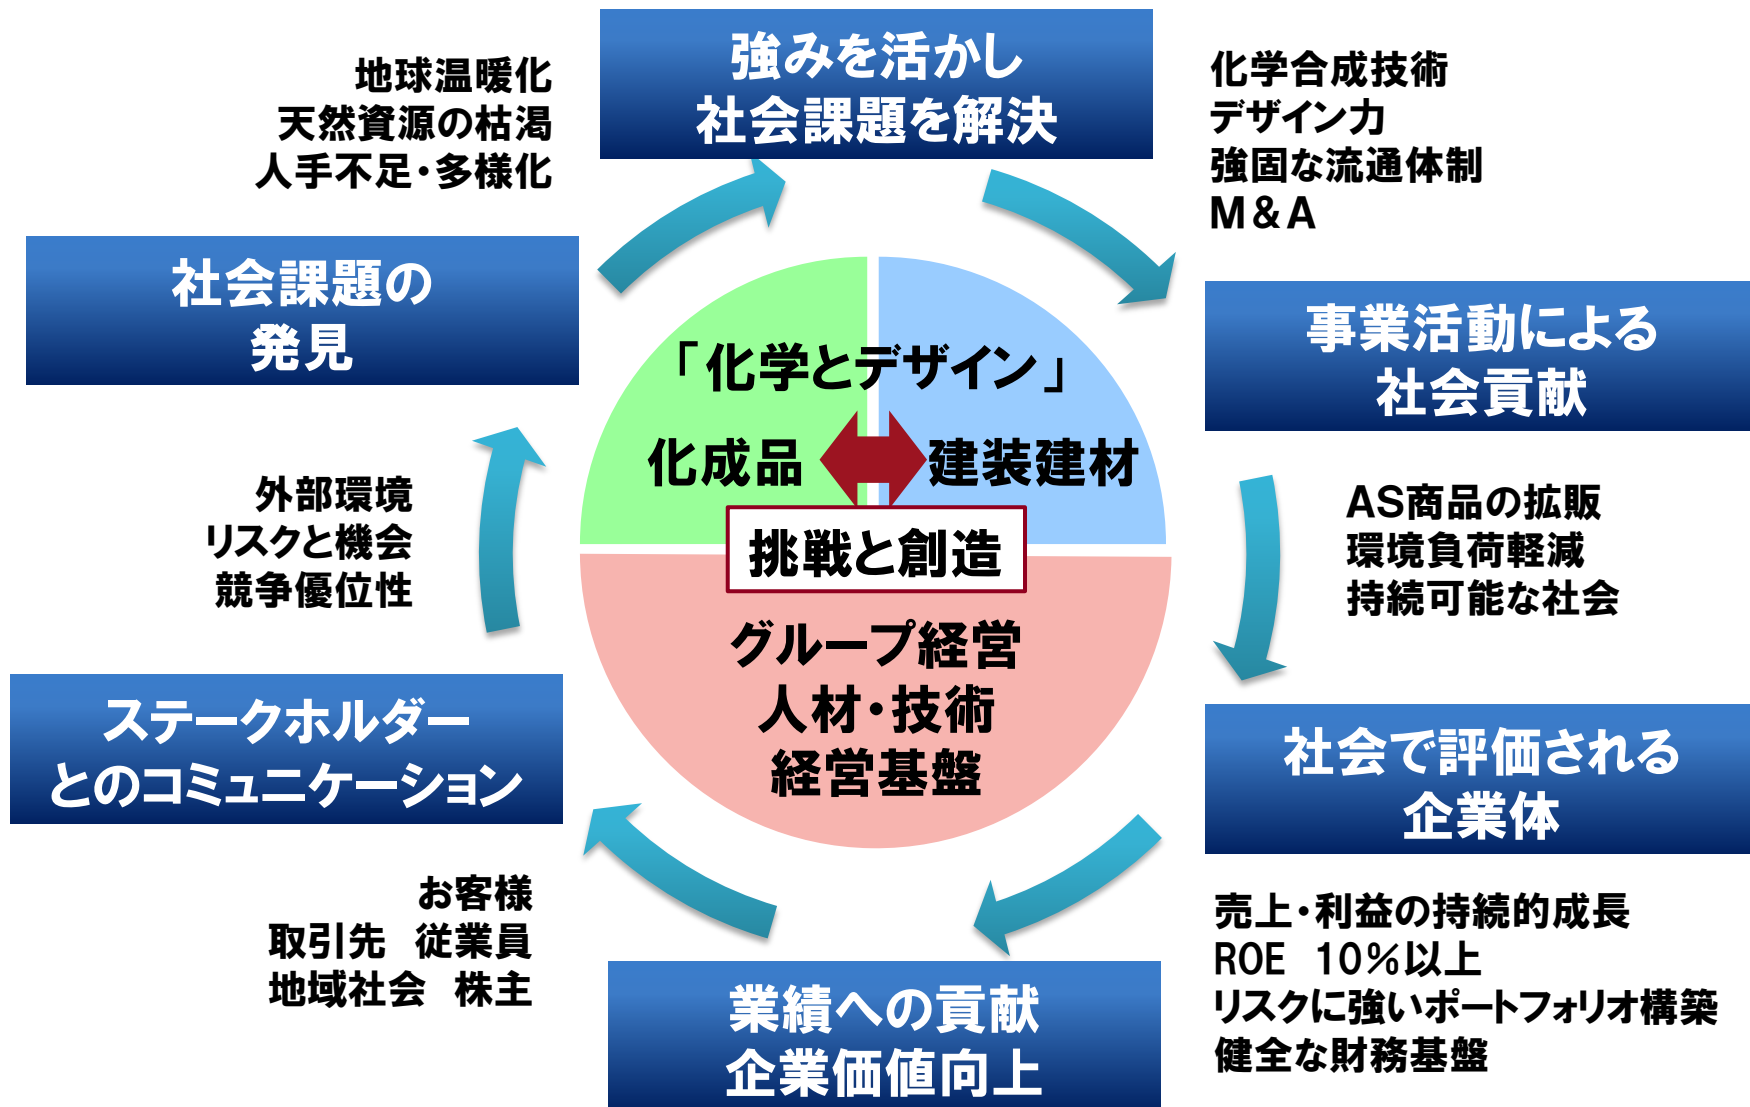 強みを活かし
社会課題を解決
地球温暖化
天然資源の枯渇
人手不足・多様化
化学合成技術
デザイン力
強固な流通体制
M＆A
社会課題の
発見
事業活動による
社会貢献
「化学とデザイン」
化成品
建装建材
挑戦と創造
グループ経営
人材・技術
経営基盤
外部環境
リスクと機会
競争優位性
AS商品の拡販
環境負荷軽減
持続可能な社会
ステークホルダー
とのコミュニケーション
社会で評価される
企業体
お客様
取引先　従業員
地域社会　株主
売上・利益の持続的成長
ROE　10％以上
リスクに強いポートフォリオ構築
健全な財務基盤
業績への貢献
企業価値向上